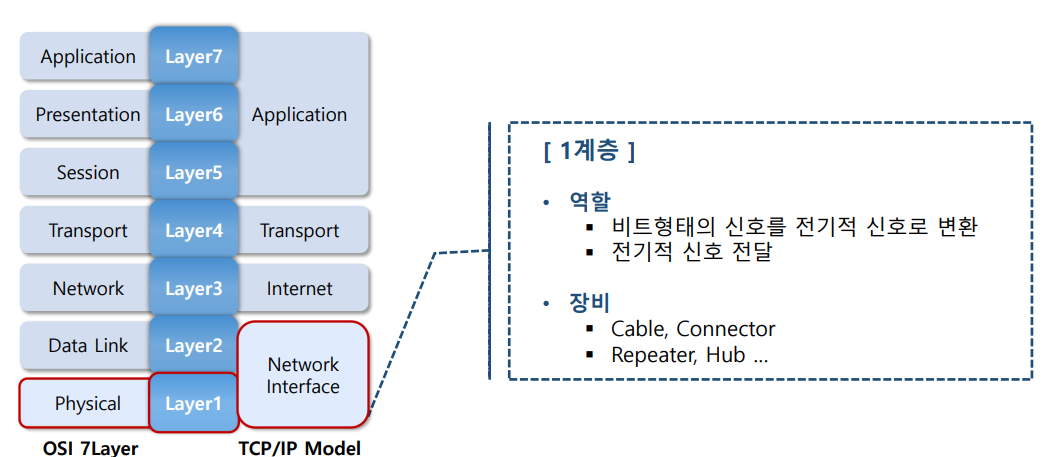 Application Layer7
Presentation Layer6 Application
Session Layer5
Transport Layer4 Transport
Network Layer3 Internet
Data Link Layer2
Network
Interface
Physical Layer1
OSI 7Layer TCP/IP Model
[ 1계층 ]
• 역할
▪ 비트형태의 신호를 전기적 신호로 변환
▪ 전기적 신호 전달
• 장비
▪ Cable, Connector
▪ Repeater, Hub ...